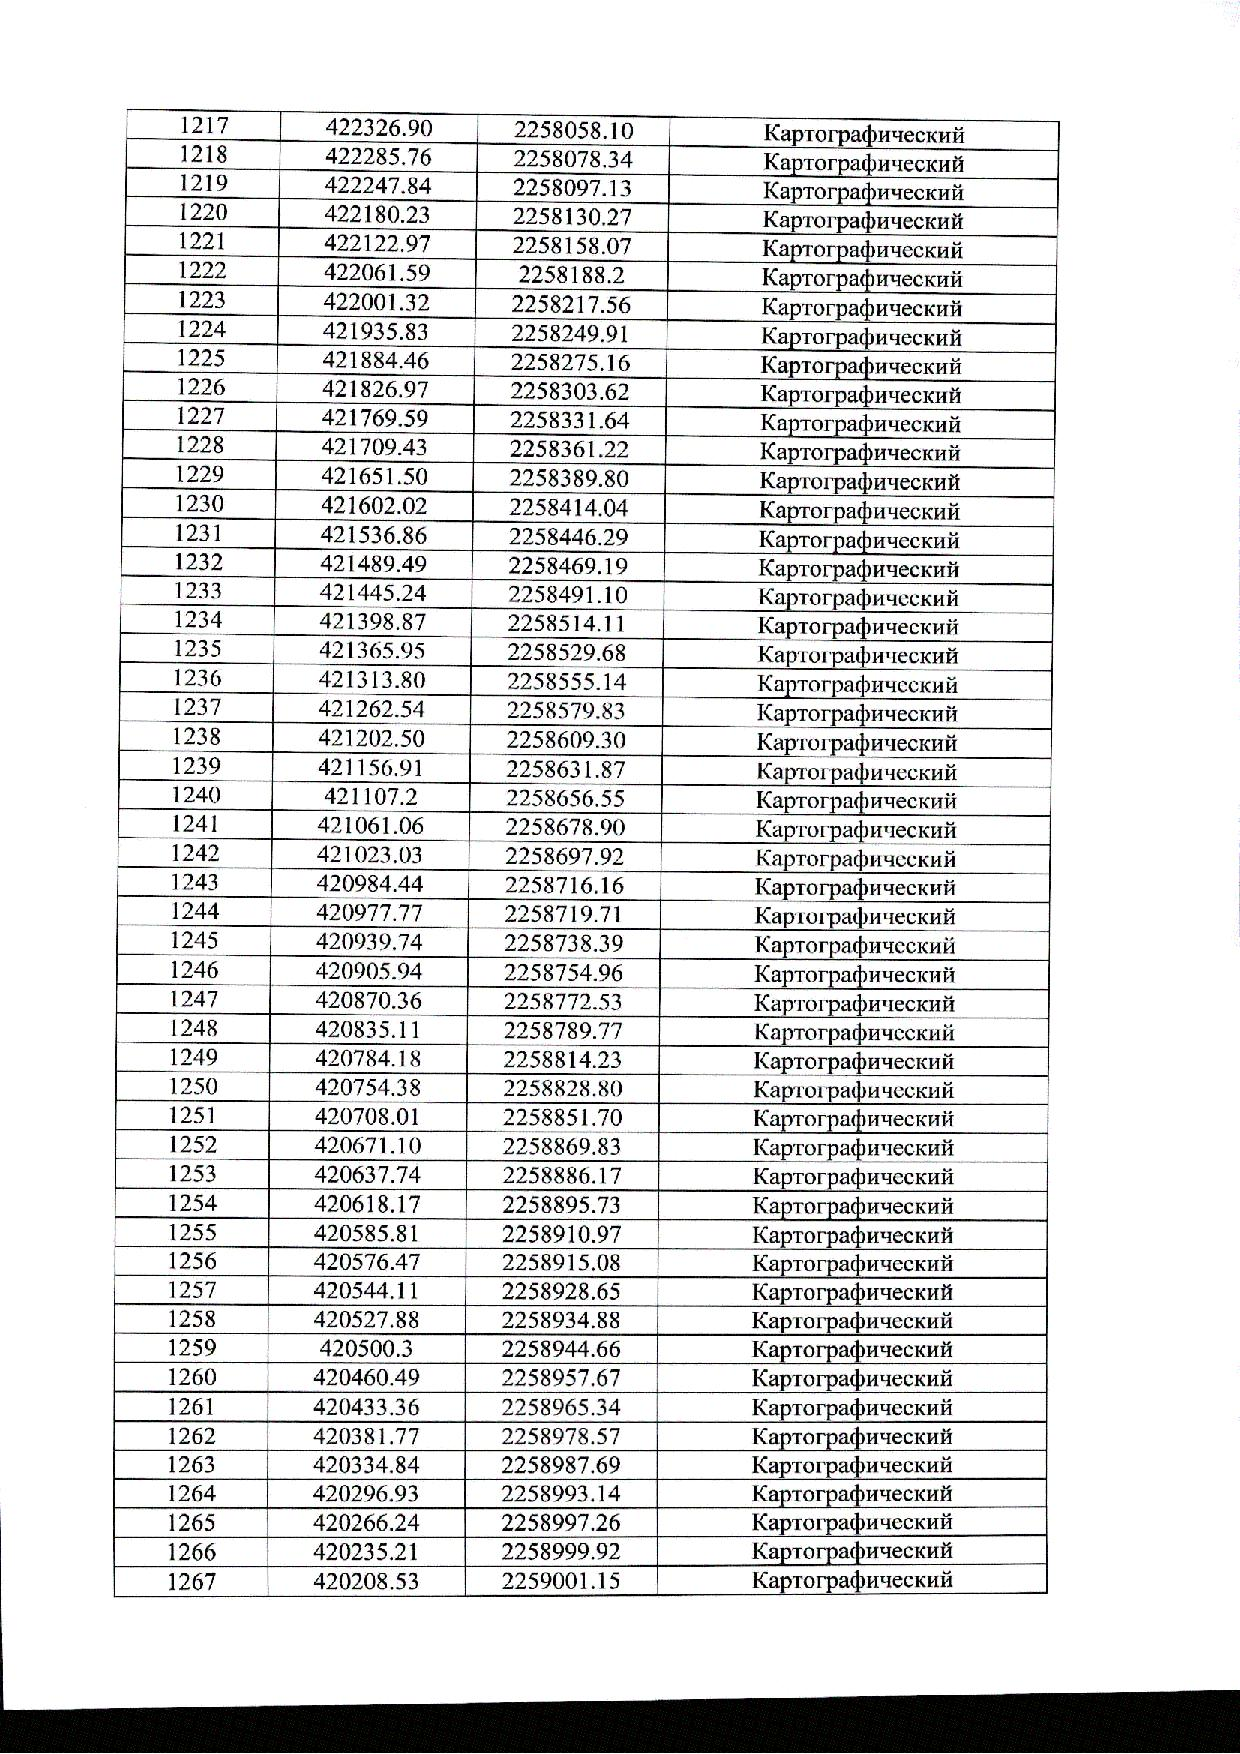 1217 422326.90 2258058.10 Картографический
1218 422285.76 2258078.34 Картографический
1219 422247.84 2258097.13 Картографический
1220 422180.23 2258130.27 Картографический
1221 422122.97 2258158.07 Картографический
1222 422061.59 2258188.2 Картографический
1223 422001.32 2258217.56 Картографический
1224 421935.83 2258249.91 Картографический
1225 421884.46 2258275.16 Картографический
1226 421826.97 2258303.62 Картографический
1227 421769.59 2258331.64 Картографический
1228 421709.43 2258361.22 Картографический
1229 421651.50 2258389.80 Картографический
1230 421602.02 2258414.04 Картографический
1231 421536.86 2258446.29 Картографический
1232 421489.49 2258469.19 Картографический
1233 421445.24 2258491.10 Картографический
1234 421398.87 2258514.11 Картографический
1235 421365.95 2258529.68 Картографический
1236 421313.80 2258555.14 Картографический
1237 421262.54 2258579.83 Картографический
1238 421202.50 2258609.30 Картографический
1239 421156.91 2258631.87 Картографический
1240 421107.2 2258656.55 Картографический
1241 421061.06 2258678.90 Картографический
1242 421023.03 2258697.92 Картографический
1243 420984.44 2258716.16 Картографический
1244 420977.77 2258719.71 Картографический
1245 420939.74 2258738.39 Картографический
1246 420905.94 2258754.96 Картографический
1247 420870.36 2258772.53 Картографический
1248 420835.11 2258789.77 Картографический
1249 420784.18 2258814.23 Картографический
1250 420754.38 2258828.80 Картографический
1251 420708.01 2258851.70 Картографический
1252 420671.10 2258869.83 Картографический
1253 420637.74 2258886.17 Картографический
1254 420618.17 2258895.73 Картографический
1255 420585.81 2258910.97 Картографический
1256 420576.47 2258915.08 Картографический
1257 420544.11 2258928.65 Картографический
1258 420527.88 2258934.88 Картографический
1259 420500.3 2258944.66 Картографический
1260 420460.49 2258957.67 Картографический
1261 420433.36 2258965.34 Картографический
1262 420381.77 2258978.57 Картографический
1263 420334.84 2258987.69 Картографический
1264 420296.93 2258993.14 Картографический
1265 420266.24 2258997.26 Картографический
1266 420235.21 2258999.92 Картографический
1267 420208.53 2259001.15 Картографический